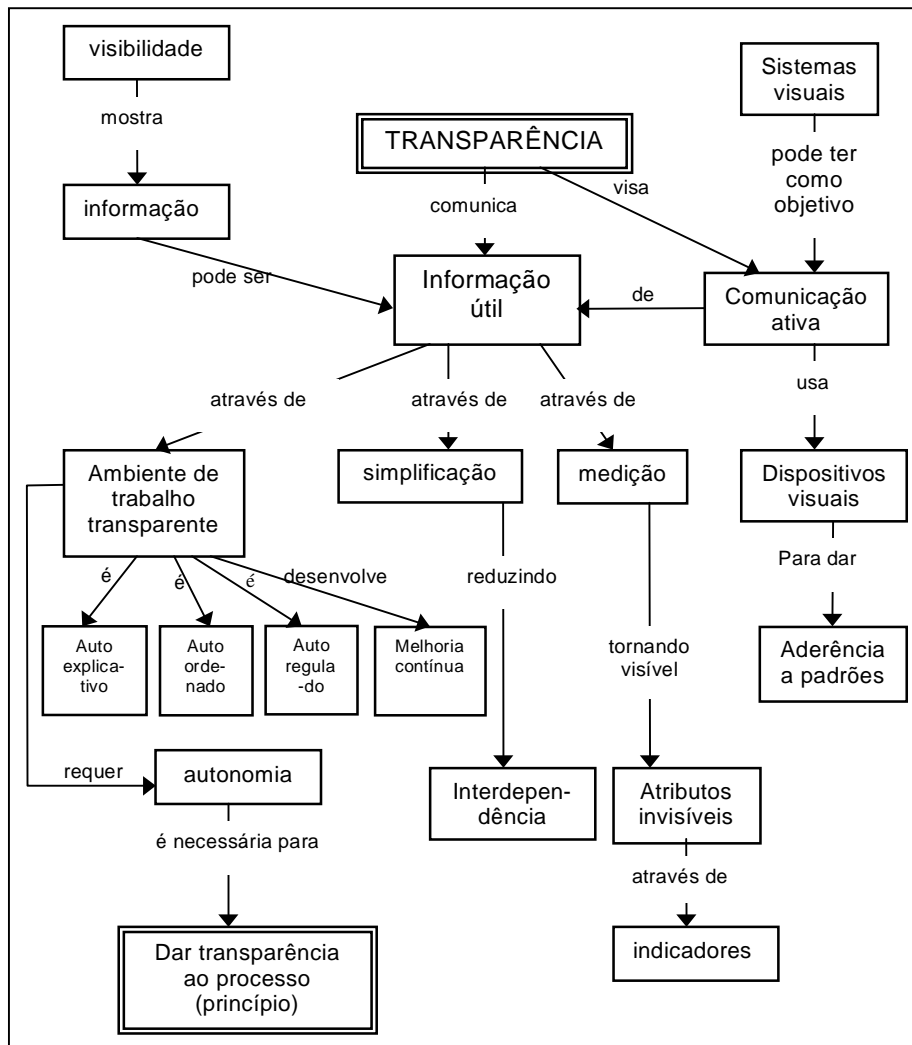 visibilidade
Sistemas
visuais
mostra
TRANSPARÊNCIA
pode ter
como
objetivo
informação
comunica
visa
pode ser
Informação
útil
de
Comunicação
ativa
através de
através de
através de
usa
Ambiente de
trabalho
transparente
simplificação
medição
Dispositivos
visuais
é
é
é
desenvolve
reduzindo
Para dar
Auto
explica-
tivo
Auto
orde-
nado
Auto
regula
-do
Melhoria
contínua
tornando
visível
Aderência
a padrões
requer
autonomia
Interdepen-
dência
Atributos
invisíveis
é necessária para
através de
Dar transparência
ao processo
(princípio)
indicadores